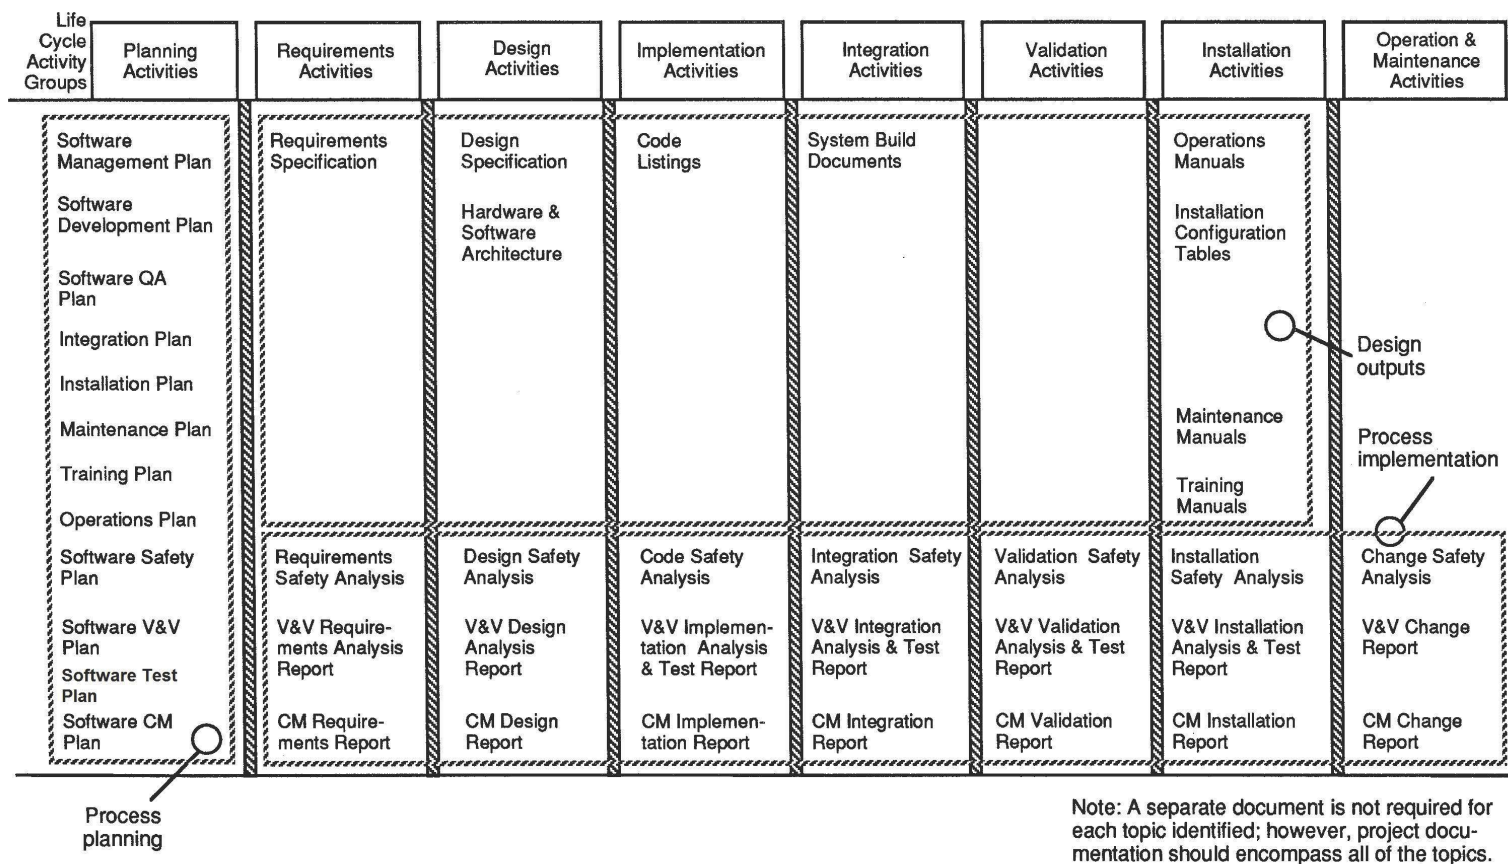 Life
Cycle
Activity
Groups
Planning
Activities
Requirements
Activities
Design
Activities
Implementation
Activities
Integration
Activities
Validation
Activities
Installation
Activities
Operation &
Maintenance
Activities
Software
Management Plan
Software
Development Plan
Software QA
Plan
Integration Plan
Installation Plan
Maintenance Plan
Training Plan
Operations Plan
Software Safety
Plan
Software V&V
Plan
Software Test
Plan
Software CM
Plan
Process
planning
Requirements
Specification
Requirements
Safety Analysis
V&V Require-
ments Analysis
Report
CM Require-
ments Report
Design
Specification
Hardware &
Software
Architecture
Design Safety
Analysis
V&V Design
Analysis
Report
CM Design
Report
Code
Listings
Code Safety
Analysis
V&V Implemen-
tation Analysis
& Test Report
CM Implemen-
tation Report
System Build
Documents
Integration Safety
Analysis
V&V Integration
Analysis & Test
Report
CM Integration
Report
Validation Safety
Analysis
V&V Validation
Analysis & Test
Report
CM Validation
Report
Operations
Manuals
Installation
Configuration
Tables
Maintenance
Manuals
Training
Manuals
Installation
Safety Analysis
V&V Installation
Analysis & Test
Report
CM Installation
Report
Design
outputs
Process
implementation
Change Safety
Analysis
V&V Change
Report
CM Change
Report
Note: A separate document is not required for
each topic identified; however, project docu-
mentation should encompass all of the topics.